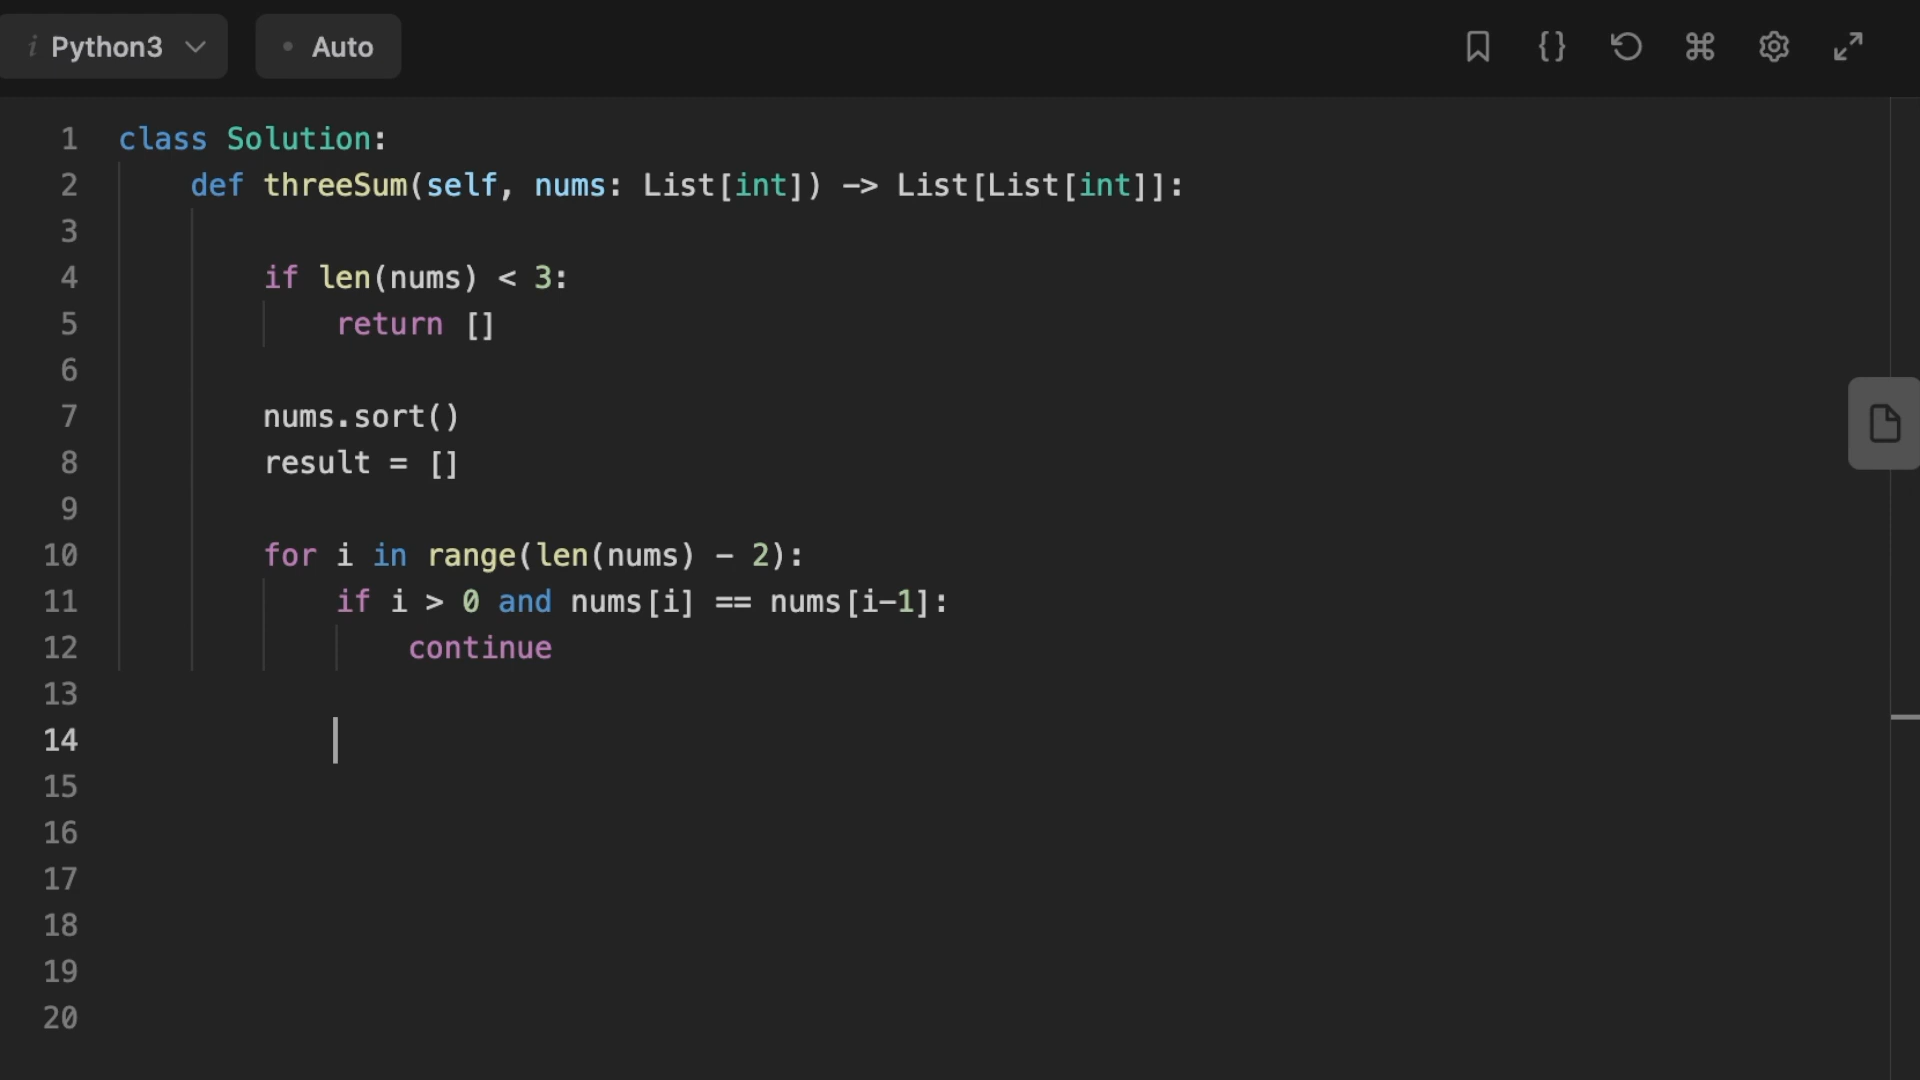 i Python3 • Auto
1 class Solution:
2 def threeSum(self, nums: List[int]) -> List[List[int]]:
3
4 if len(nums) < 3:
5 return []
6
7 nums.sort()
8 result = []
9
10 for i in range(len(nums) - 2):
11 if i > 0 and nums[i] == nums[i-1]:
12 continue
13
14
15
16
17
18
19
20